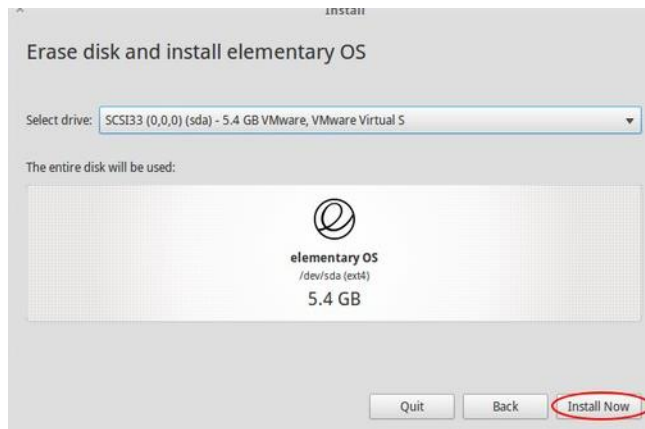 Install
Erase disk and install elementary OS
Select drive: SCSI33 (0,0,0) (sda) - 5.4 GB VMware, VMware Virtual S
The entire disk will be used:
elementary OS
/dev/sda (ext4)
5.4 GB
Quit Back Install Now